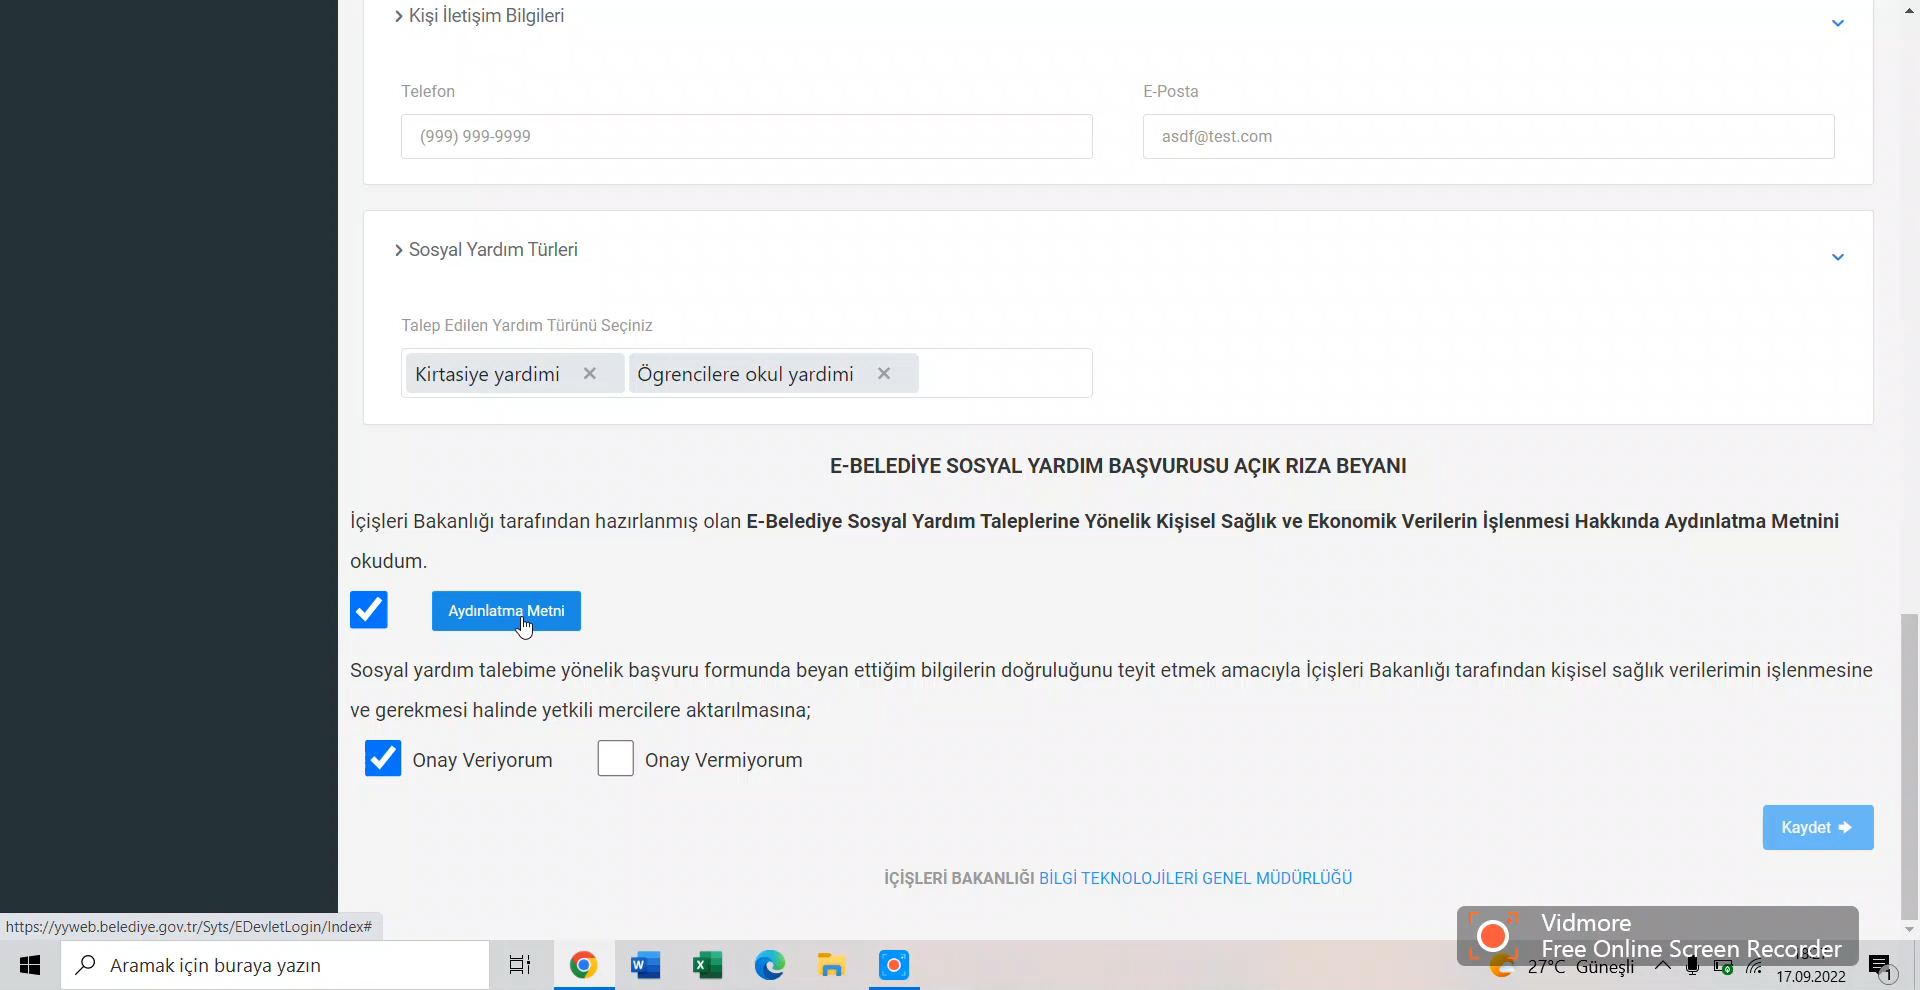 Kişi İletişim Bilgileri
Telefon
E-Posta
(999) 999-9999
asdf@test.com
Sosyal Yardım Türleri
Talep Edilen Yardım Türünü Seçiniz
Kirtasiye yardimi ×
Ögrencilere okul yardimi ×
E-BELEDİYE SOSYAL YARDIM BAŞVURUSU AÇIK RIZA BEYANI
İçişleri Bakanlığı tarafından hazırlanmış olan E-Belediye Sosyal Yardım Taleplerine Yönelik Kişisel Sağlık ve Ekonomik Verilerin İşlenmesi Hakkında Aydınlatma Metnini
okudum.
Aydınlatma Metni
Sosyal yardım talebime yönelik başvuru formunda beyan ettiğim bilgilerin doğruluğunu teyit etmek amacıyla İçişleri Bakanlığı tarafından kişisel sağlık verilerimin işlenmesine
ve gerekmesi halinde yetkili mercilere aktarılmasına;
Onay Veriyorum
Onay Vermiyorum
Kaydet
İÇİŞLERİ BAKANLIĞI BİLGİ TEKNOLOJİLERİ GENEL MÜDÜRLÜĞÜ
https://yyweb.belediye.gov.tr/Syts/EDevletLogin/Index#
Vidmore
Free Online Screen Recorder
Aramak için buraya yazın
27°C Güneşli
17.09.2022
1